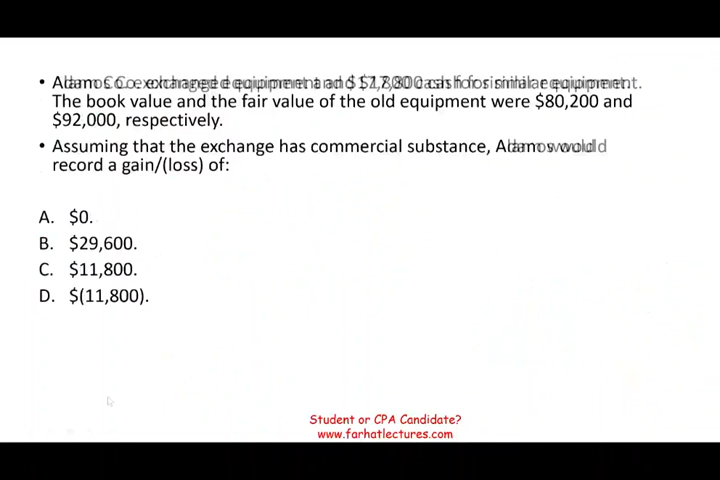 • Adams Co. exchanged equipment and $17,800 cash for similar equipment.
The book value and the fair value of the old equipment were $80,200 and
$92,000, respectively.
• Assuming that the exchange has commercial substance, Adams would
record a gain/(loss) of:
A. $0.
B. $29,600.
C. $11,800.
D. $(11,800).
Student or CPA Candidate?
www.farhatlectures.com